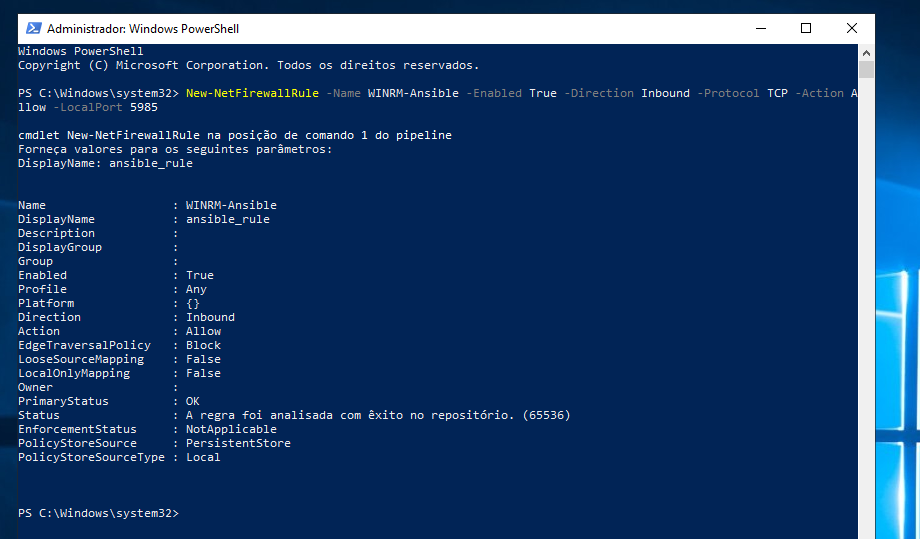 Administrador: Windows PowerShell
Windows PowerShell
Copyright (C) Microsoft Corporation. Todos os direitos reservados.
PS C:\Windows\system32> New-NetFirewallRule -Name WINRM-Ansible -Enabled True -Direction Inbound -Protocol TCP -Action A
llow -LocalPort 5985
cmdlet New-NetFirewallRule na posição de comando 1 do pipeline
Forneça valores para os seguintes parâmetros:
DisplayName: ansible_rule
Name : WINRM-Ansible
DisplayName : ansible_rule
Description :
DisplayGroup :
Group :
Enabled : True
Profile : Any
Platform : {}
Direction : Inbound
Action : Allow
EdgeTraversalPolicy : Block
LooseSourceMapping : False
LocalOnlyMapping : False
Owner :
PrimaryStatus : OK
Status : A regra foi analisada com êxito no repositório. (65536)
EnforcementStatus : NotApplicable
PolicyStoreSource : PersistentStore
PolicyStoreSourceType : Local
PS C:\Windows\system32>